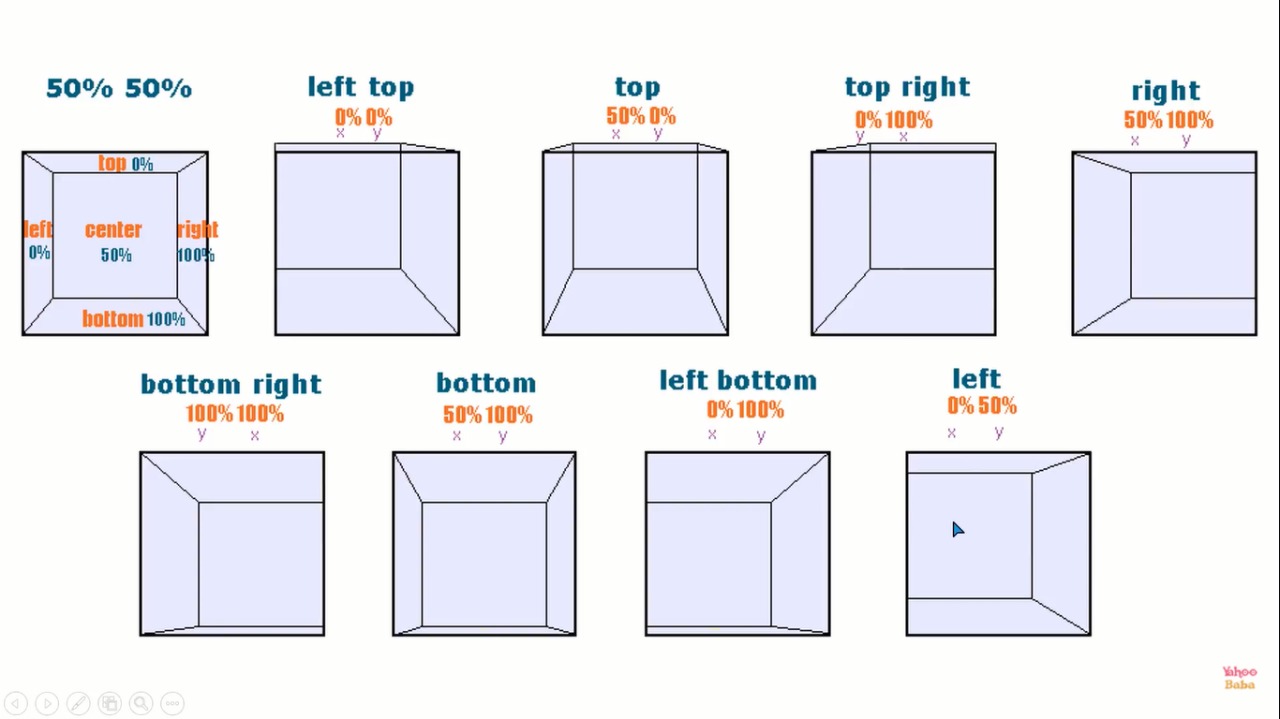 50% 50%
left top
0% 0%
x y
top
50% 0%
x y
top right
0% 100%
y x
right
50% 100%
x y
top 0%
left
0%
center
50%
right
100%
bottom 100%
bottom right
100% 100%
y x
bottom
50% 100%
x y
left bottom
0% 100%
x y
left
0% 50%
x y
Yahoo
Baba